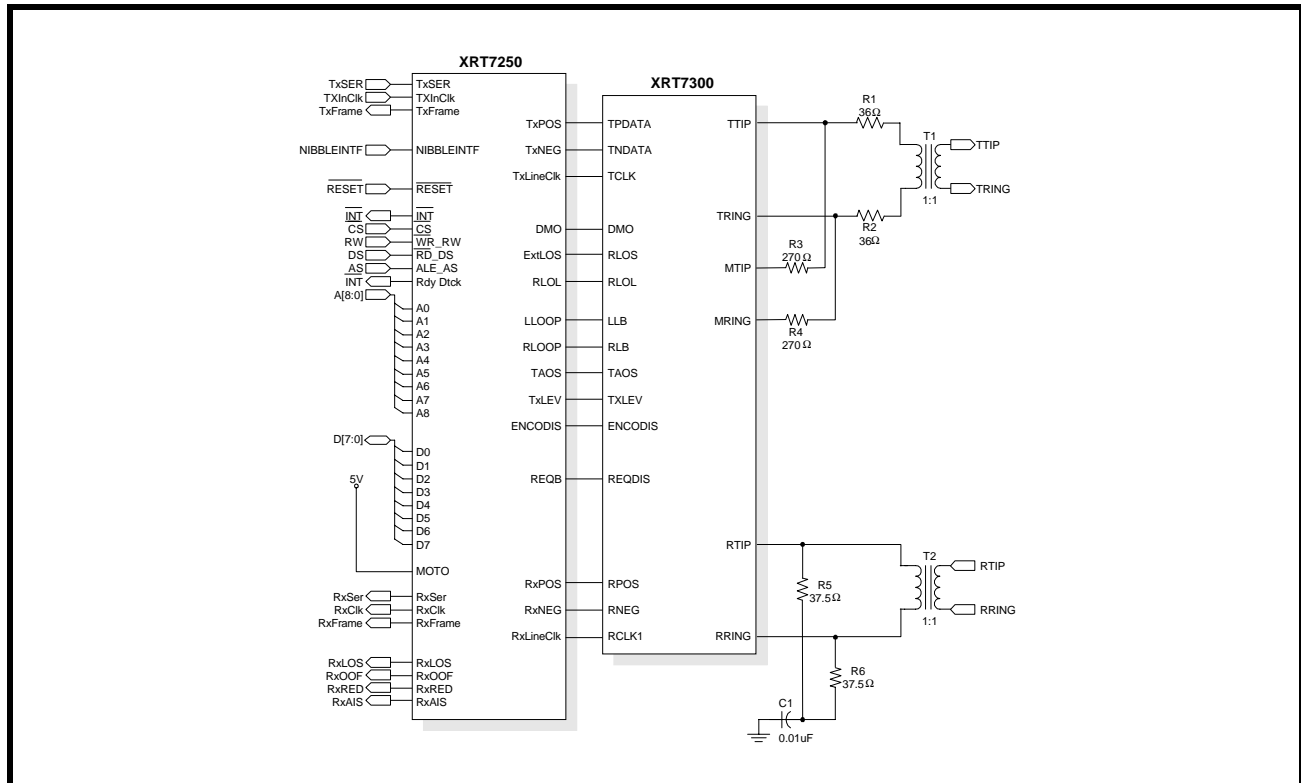 XRT7250
XRT7300
TxSER TxSER
TXInClk TXInClk
TxFrame TxFrame
NIBBLEINTF NIBBLEINTF
RESET RESET
INT INT
CS CS
RW WR_RW
DS RD_DS
AS ALE_AS
INT Rdy Dtck
A[8:0]
A0
A1
A2
A3
A4
A5
A6
A7
A8
D[7:0]
D0
D1
D2
D3
D4
D5
D6
D7
5V
MOTO
RxSer RxSer
RxClk RxClk
RxFrame RxFrame
RxLOS RxLOS
RxOOF RxOOF
RxRED RxRED
RxAIS RxAIS
TxPOS TPDATA
TxNEG TNDATA
TxLineClk TCLK
DMO DMO
ExtLOS RLOS
RLOL RLOL
LLOOP LLB
RLOOP RLB
TAOS TAOS
TxLEV TXLEV
ENCODIS ENCODIS
REQB REQDIS
RxPOS RPOS
RxNEG RNEG
RxLineClk RCLK1
TTIP
TRING
MTIP
MRING
RTIP
RRING
R1
36Ω
R2
36Ω
R3
270 Ω
R4
270 Ω
T1
1:1
TTIP
TRING
R5
37.5Ω
R6
37.5Ω
T2
1:1
RTIP
RRING
C1
0.01uF